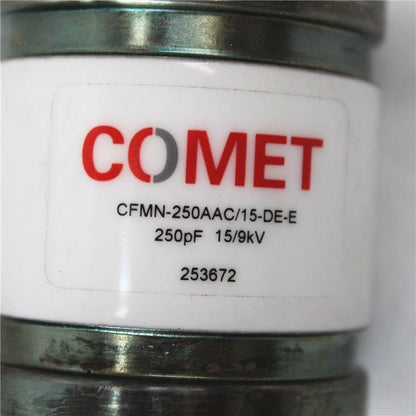 COMET
CFMN-250AAC/15-DE-E
250pF 15/9kV
253672